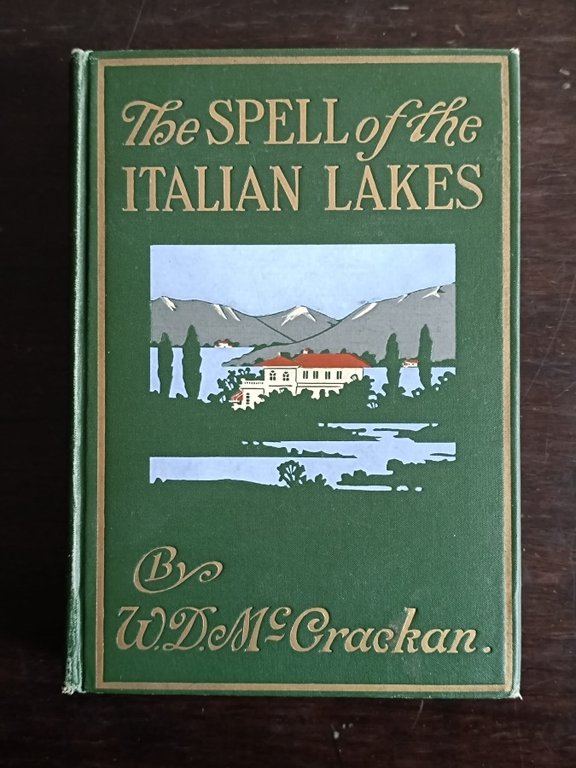 The SPELL of the
ITALIAN LAKES
By
W.D. McCrackan.